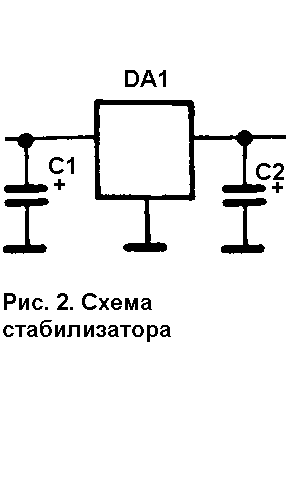 DA1
C1
+
C2
+
Рис. 2. Схема
стабилизатора